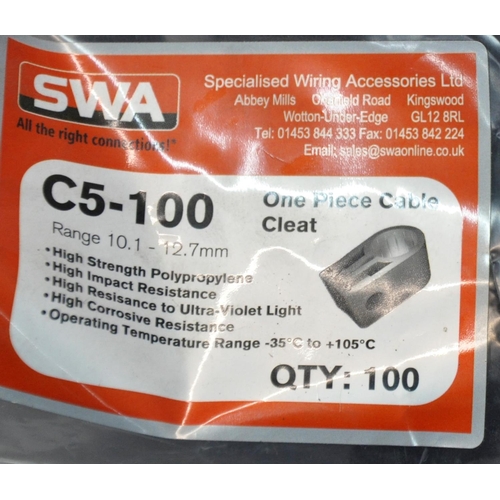 SWA
All the right connections!"
Specialised Wiring Accessories Ltd
Abbey Mills Road Kingswood
Wotton-Under-Edge GL12 8RL
Tel: 01453 844 333 Fax: 01453 842 224
Email: sales@swaonline.co.uk
C5-100
Range 10.1 - 12.7mm
One Piece Cable
Cleat
• High Strength Polypropylene
• High Impact Resistance
• High Resisance to Ultra-Violet Light
• High Corrosive Resistance
• Operating Temperature Range -35°C to +105°C
QTY: 100